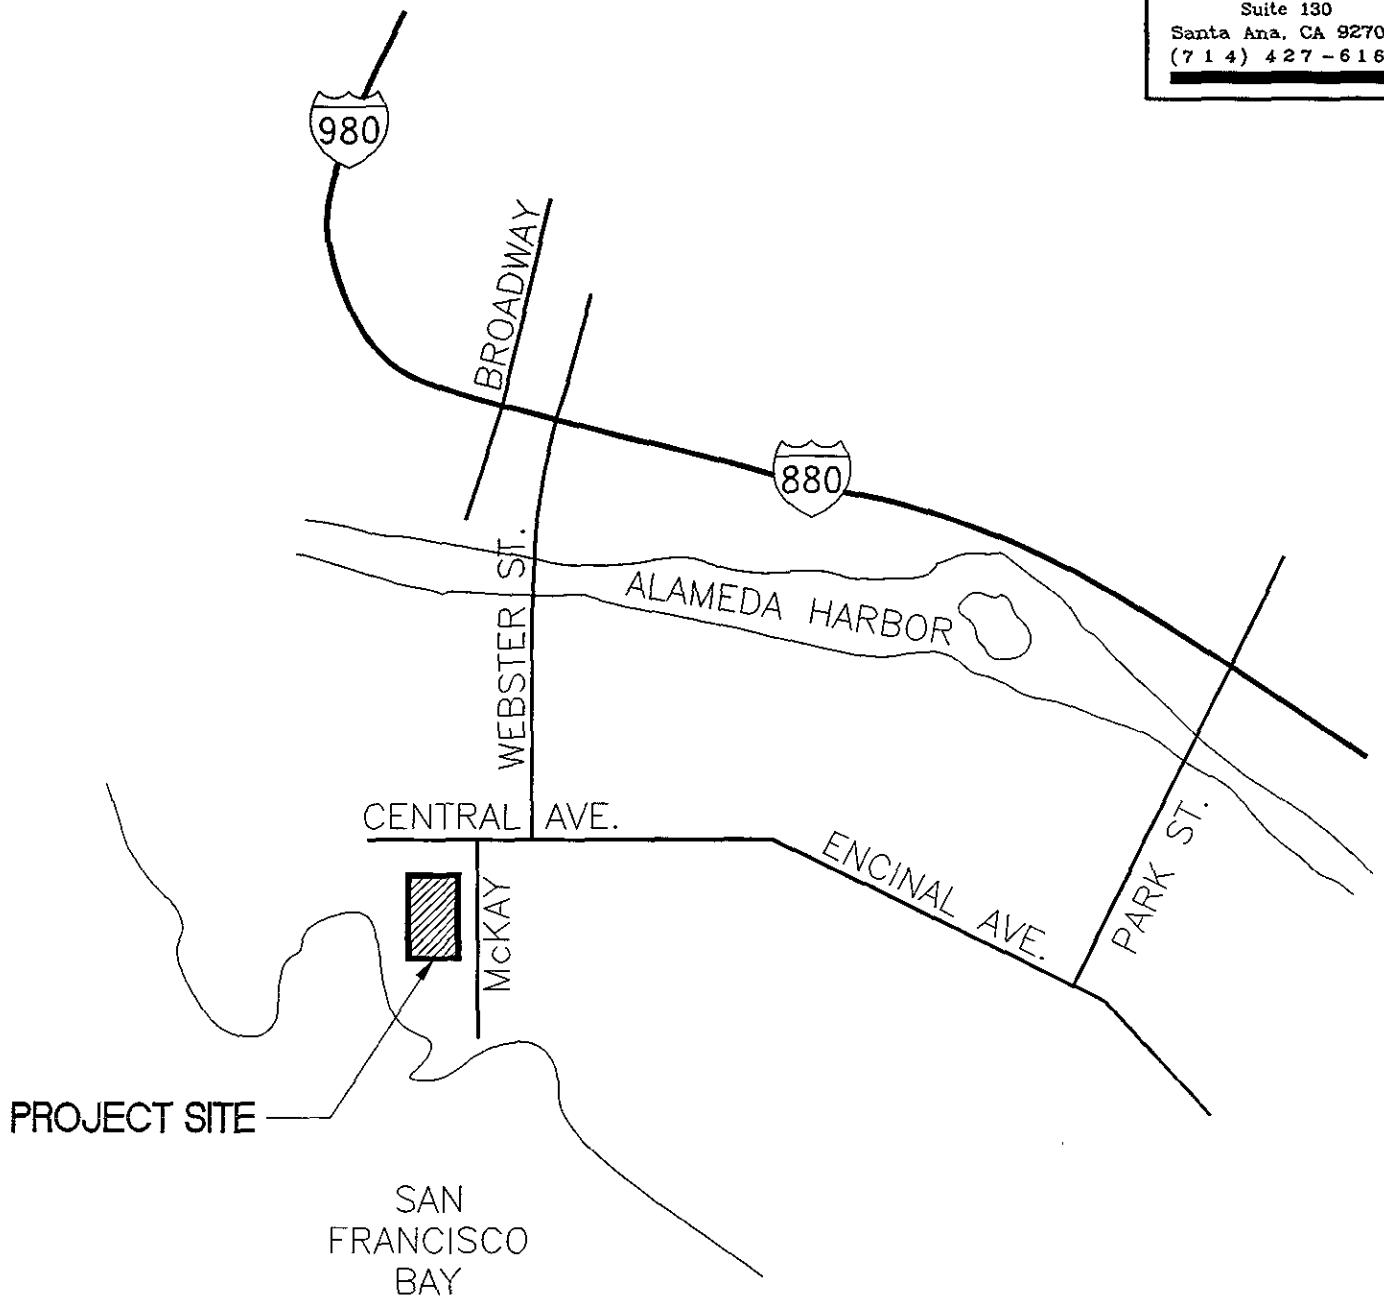 Suite 130
Santa Ana, CA 9270
(714) 427-616
980
BROADWAY
880
ALAMEDA HARBOR
WEBSTER ST.
CENTRAL AVE.
ENCINAL AVE.
PARK ST.
McKAY
PROJECT SITE
SAN
FRANCISCO
BAY